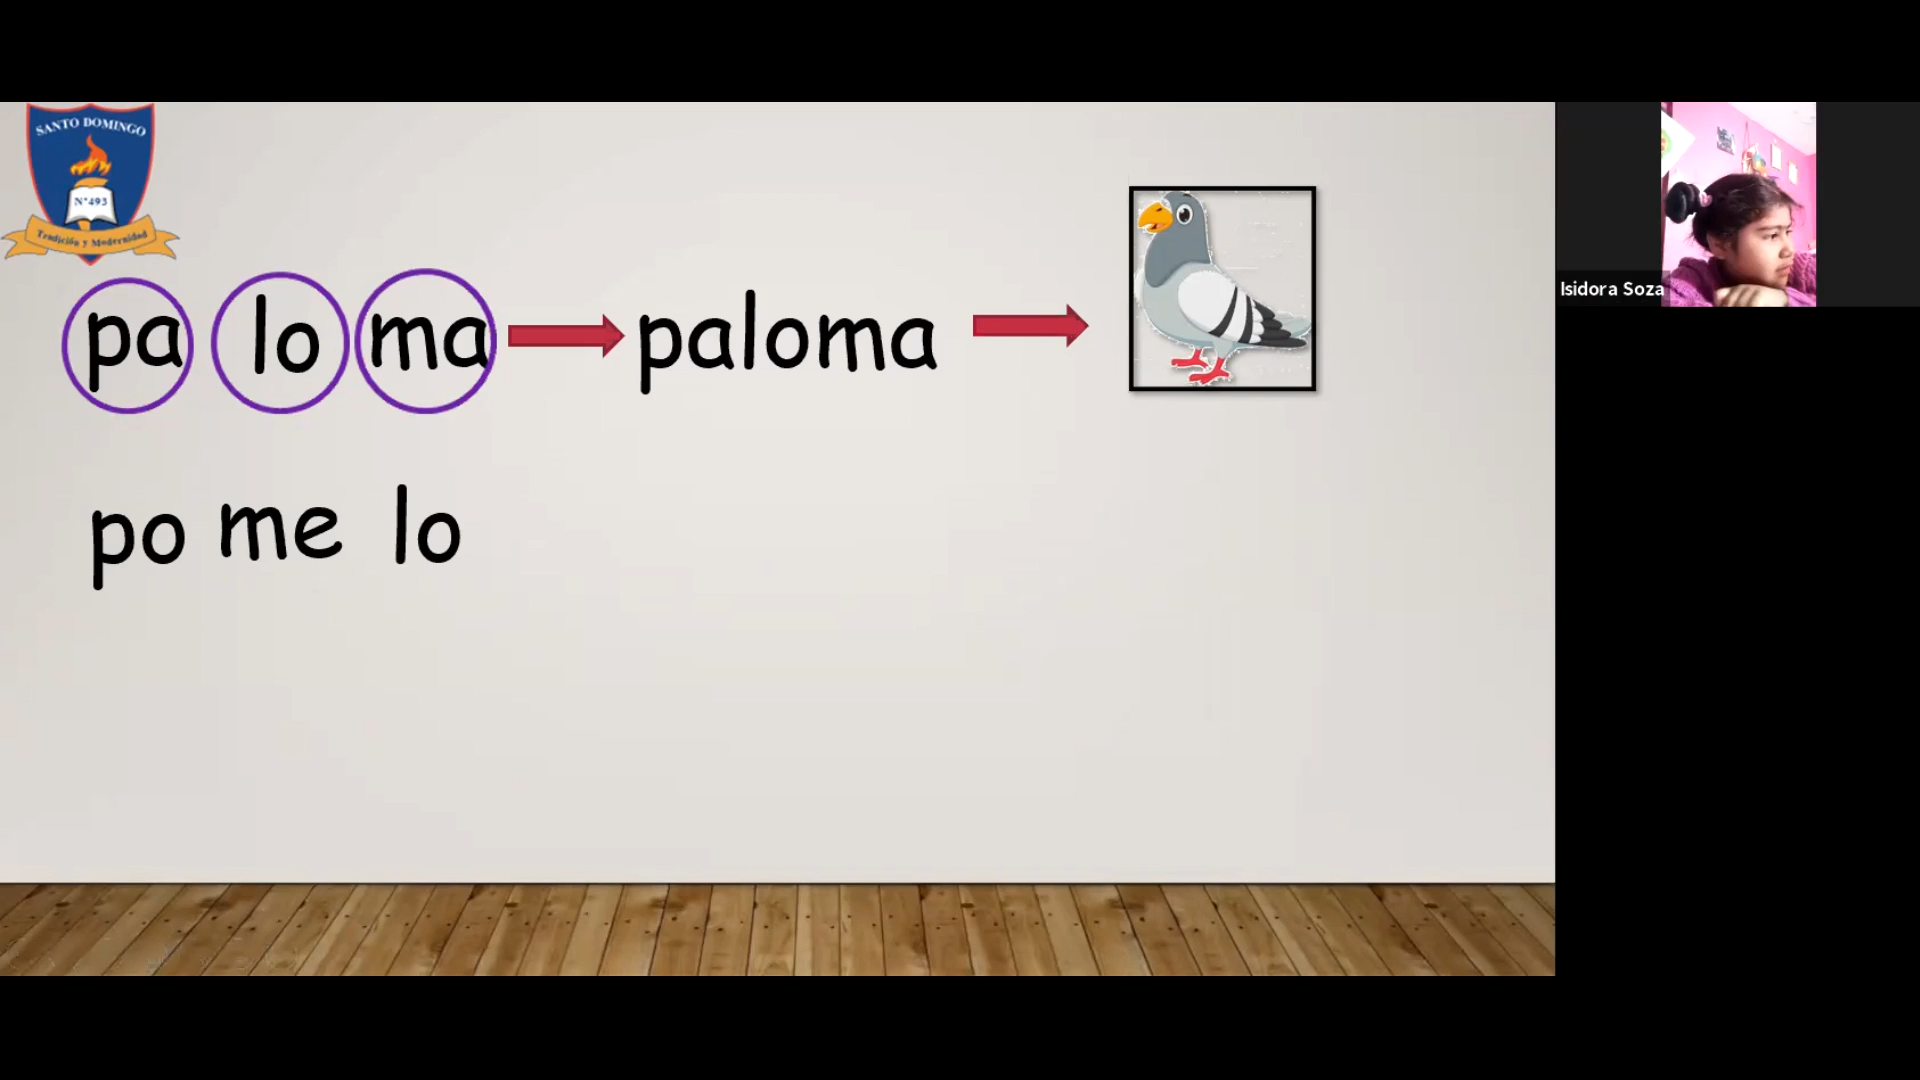 SANTO DOMINGO
N°493
Tradición y Modernidad
pa lo ma paloma
po me lo
Isidora Soza